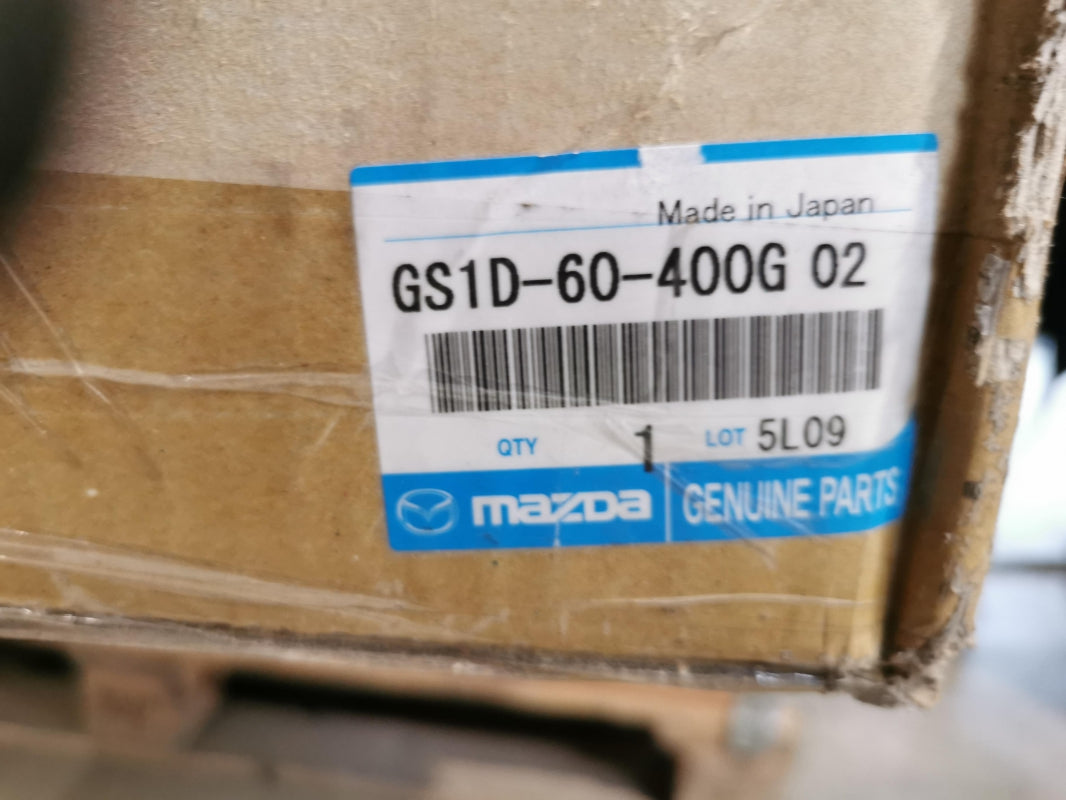 Made in Japan
GS1D-60-400G 02
QTY 1 LOT 5L09
mazda GENUINE PARTS